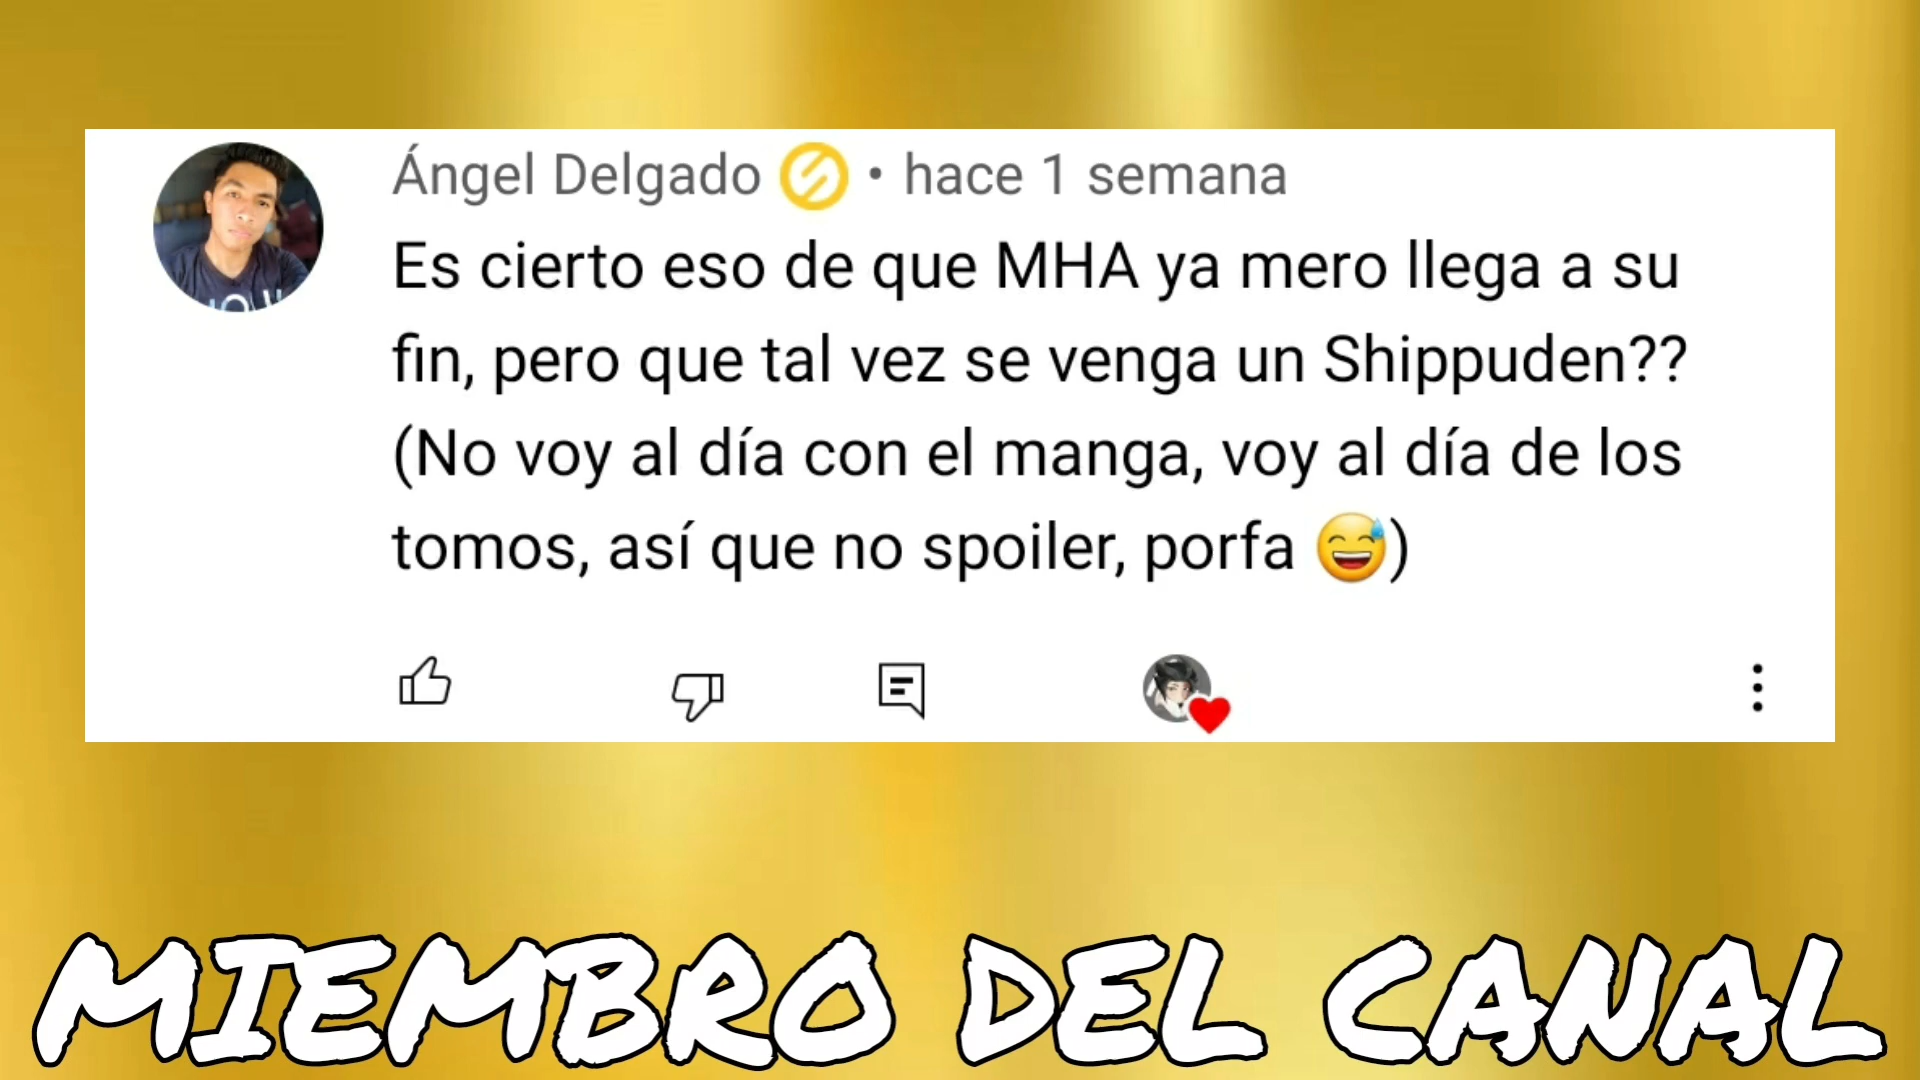 Ángel Delgado • hace 1 semana
Es cierto eso de que MHA ya mero llega a su
fin, pero que tal vez se venga un Shippuden??
(No voy al día con el manga, voy al día de los
tomos, así que no spoiler, porfa 😅)
MIEMBRO DEL CANAL